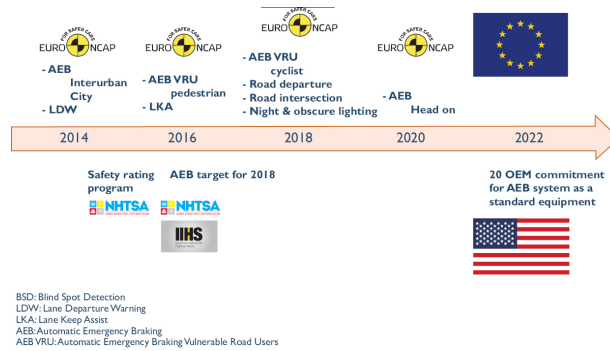 FOR SAFER CARS
EURO NCAP
FOR SAFER CARS
EURO NCAP
FOR SAFER CARS
EURO NCAP
FOR SAFER CARS
EURO NCAP
- AEB
Interurban
City
- LDW
- AEB VRU
pedestrian
- LKA
- AEB VRU
cyclist
- Road departure
- Road intersection
- Night & obscure lighting
- AEB
Head on
2014
2016
2018
2020
2022
Safety rating
program
NHTSA
AEB target for 2018
NHTSA
IIHS
20 OEM commitment
for AEB system as a
standard equipment
BSD: Blind Spot Detection
LDW: Lane Departure Warning
LKA: Lane Keep Assist
AEB: Automatic Emergency Braking
AEB VRU: Automatic Emergency Braking Vulnerable Road Users